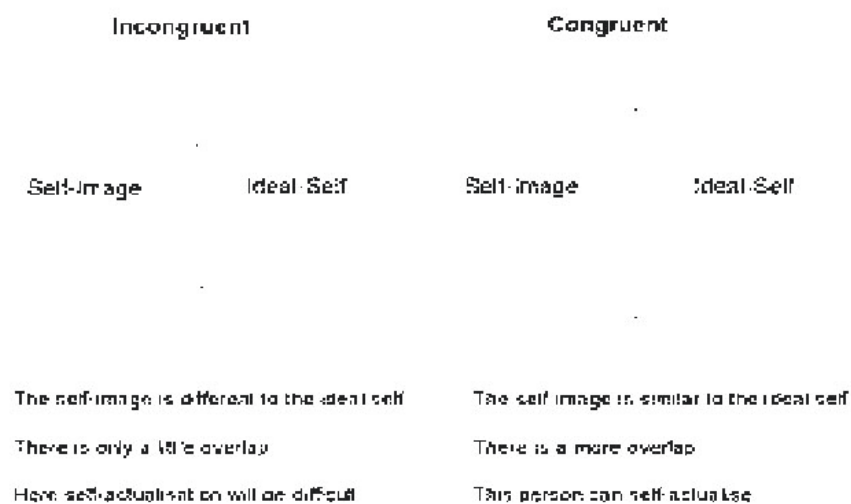 Incongruent
Congruent
Self-Image
Ideal-Self
Self-image
Ideal-Self
The self-image is different to the ideal self
The self image is similar to the ideal self
There is only a little overlap
There is a more overlap
Here self-actualisation will be difficult
This person can self-actualise